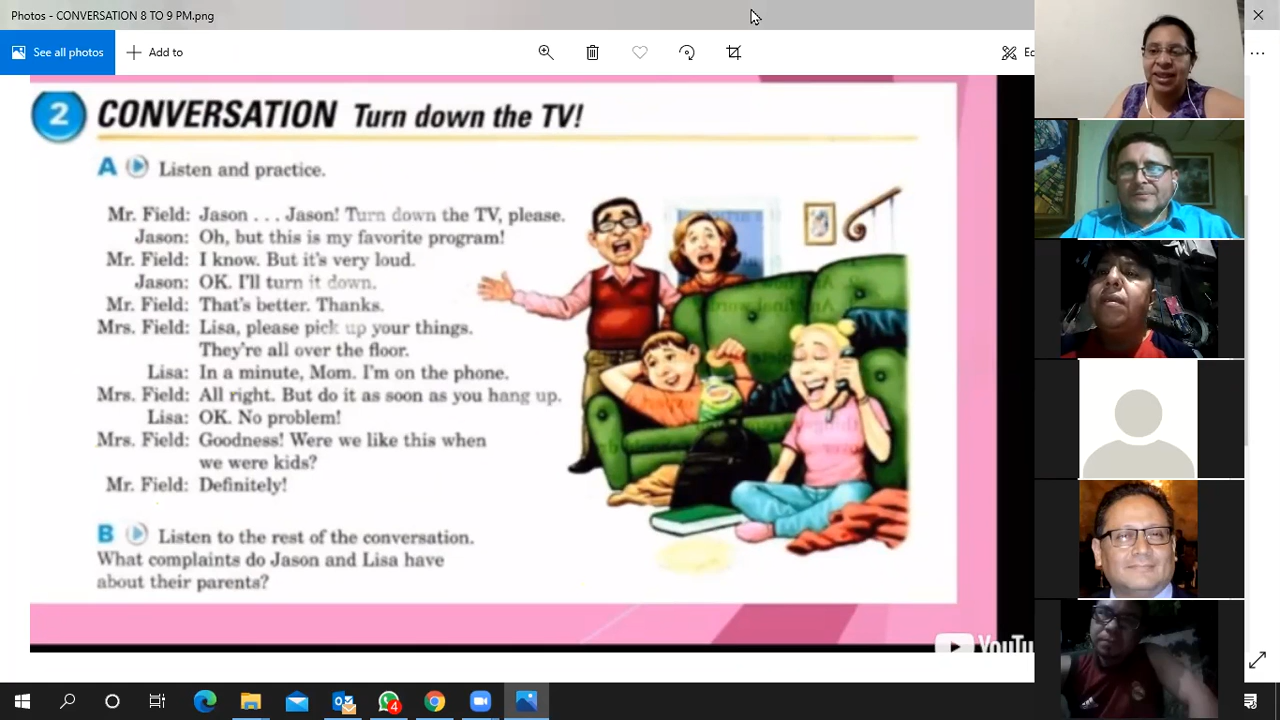 Photos - CONVERSATION 8 TO 9 PM.png
See all photos
Add to
2 CONVERSATION Turn down the TV!
A Listen and practice.
Mr. Field: Jason . . . Jason! Turn down the TV, please.
Jason: Oh, but this is my favorite program!
Mr. Field: I know. But it's very loud.
Jason: OK. I'll turn it down.
Mr. Field: That's better. Thanks.
Mrs. Field: Lisa, please pick up your things.
They're all over the floor.
Lisa: In a minute, Mom. I'm on the phone.
Mrs. Field: All right. But do it as soon as you hang up.
Lisa: OK. No problem!
Mrs. Field: Goodness! Were we like this when
we were kids?
Mr. Field: Definitely!
B Listen to the rest of the conversation.
What complaints do Jason and Lisa have
about their parents?
4